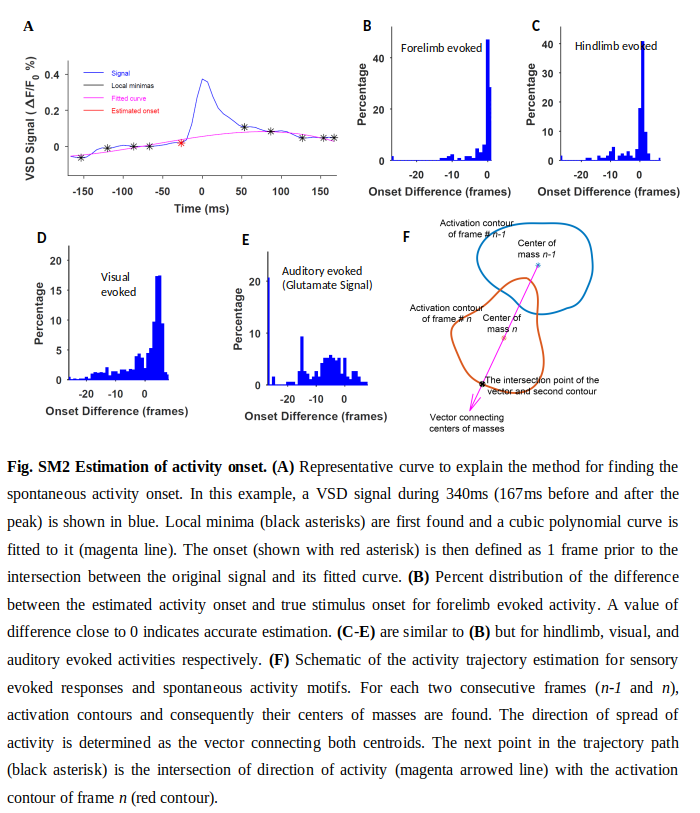 A
VSD Signal ( ΔF/F0 %)
0.4
0.2
0
Signal
Local minimas
Fitted curve
Estimated onset
-150
-100
-50
0
50
100
150
Time (ms)
B
Forelimb evoked
Percentage
40
20
0
-20
-10
0
Onset Difference (frames)
C
Hindlimb evoked
Percentage
40
30
20
10
0
-20
-10
0
Onset Difference (frames)
D
Visual
evoked
Percentage
20
15
10
5
0
-20
-10
0
Onset Difference (frames)
E
Auditory evoked
(Glutamate Signal)
Percentage
20
10
0
-20
-10
0
Onset Difference (frames)
F
Activation contour
of frame # n-1
Center of
mass n-1
Activation contour
of frame # n
Center of
mass n
The intersection point of the
vector and second contour
Vector connecting
centers of masses
Fig. SM2 Estimation of activity onset. (A) Representative curve to explain the method for finding the
spontaneous activity onset. In this example, a VSD signal during 340ms (167ms before and after the
peak) is shown in blue. Local minima (black asterisks) are first found and a cubic polynomial curve is
fitted to it (magenta line). The onset (shown with red asterisk) is then defined as 1 frame prior to the
intersection between the original signal and its fitted curve. (B) Percent distribution of the difference
between the estimated activity onset and true stimulus onset for forelimb evoked activity. A value of
difference close to 0 indicates accurate estimation. (C-E) are similar to (B) but for hindlimb, visual, and
auditory evoked activities respectively. (F) Schematic of the activity trajectory estimation for sensory
evoked responses and spontaneous activity motifs. For each two consecutive frames (n-1 and n),
activation contours and consequently their centers of masses are found. The direction of spread of
activity is determined as the vector connecting both centroids. The next point in the trajectory path
(black asterisk) is the intersection of direction of activity (magenta arrowed line) with the activation
contour of frame n (red contour).